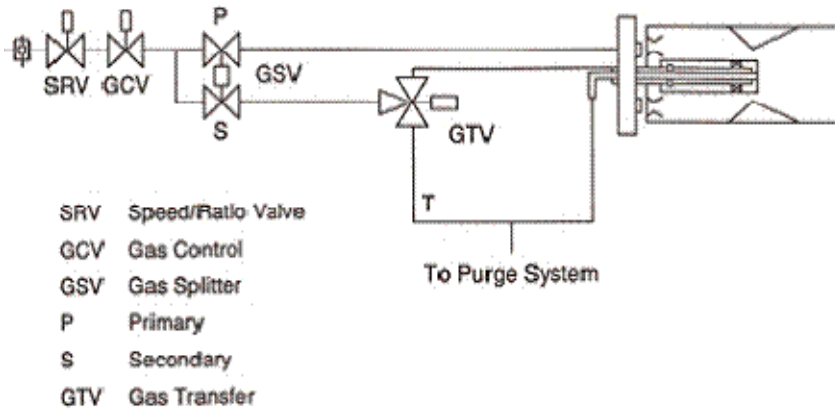 P
SRV GCV GSV
S
GTV
T
To Purge System
SRV Speed/Ratio Valve
GCV Gas Control
GSV Gas Splitter
P Primary
S Secondary
GTV Gas Transfer